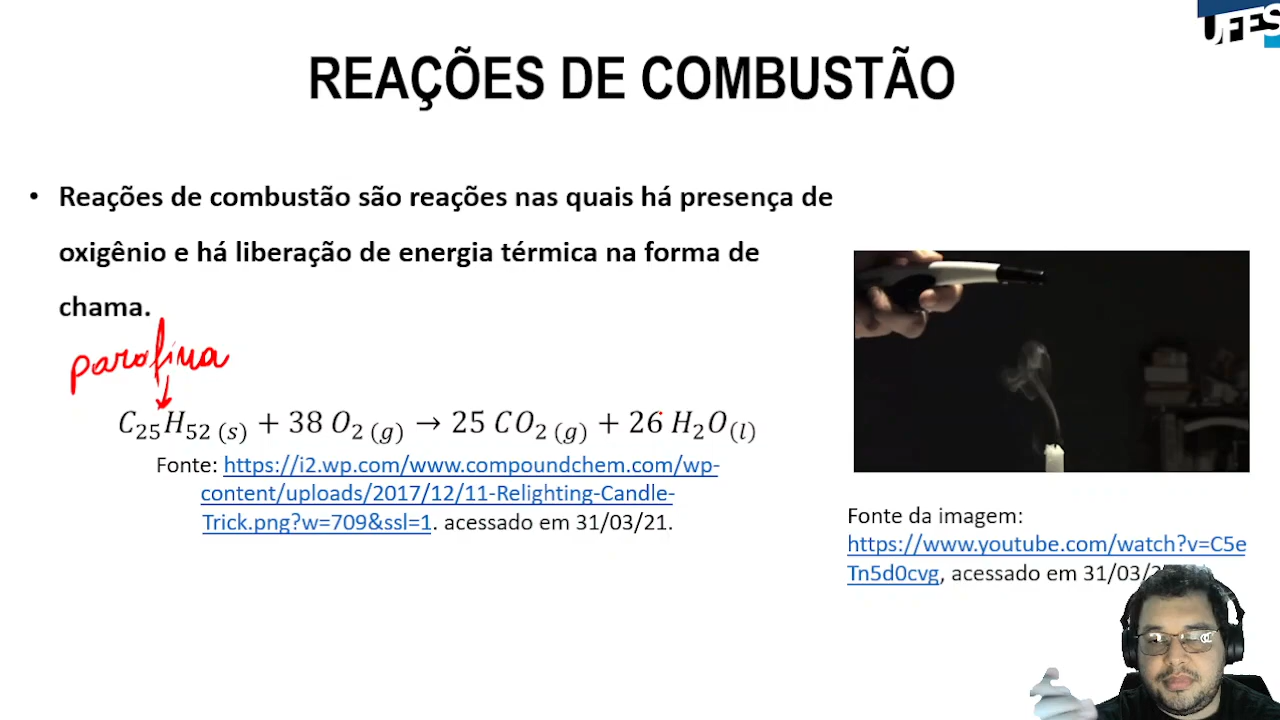 UFES
REAÇÕES DE COMBUSTÃO
• Reações de combustão são reações nas quais há presença de
oxigênio e há liberação de energia térmica na forma de
chama.
parafina
C₂₅H₅₂ (s) + 38 O₂ (g) → 25 CO₂ (g) + 26 H₂O(l)
Fonte: https://i2.wp.com/www.compoundchem.com/wp-
content/uploads/2017/12/11-Relighting-Candle-
Trick.png?w=709&ssl=1. acessado em 31/03/21.
Fonte da imagem:
https://www.youtube.com/watch?v=C5e
Tn5d0cvg, acessado em 31/03/